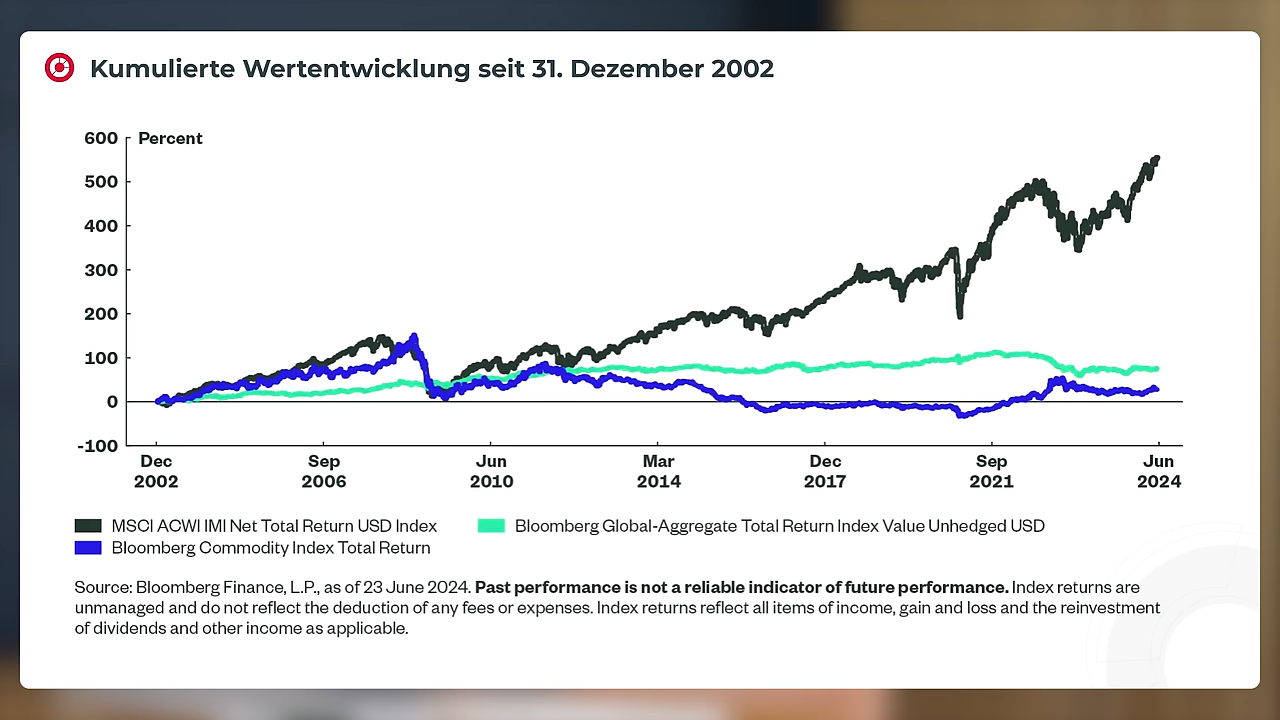 Kumulierte Wertentwicklung seit 31. Dezember 2002
600 Percent
500
400
300
200
100
0
-100
Dec 2002
Sep 2006
Jun 2010
Mar 2014
Dec 2017
Sep 2021
Jun 2024
MSCI ACWI IMI Net Total Return USD Index
Bloomberg Global-Aggregate Total Return Index Value Unhedged USD
Bloomberg Commodity Index Total Return
Source: Bloomberg Finance, L.P., as of 23 June 2024. Past performance is not a reliable indicator of future performance. Index returns are
unmanaged and do not reflect the deduction of any fees or expenses. Index returns reflect all items of income, gain and loss and the reinvestment
of dividends and other income as applicable.